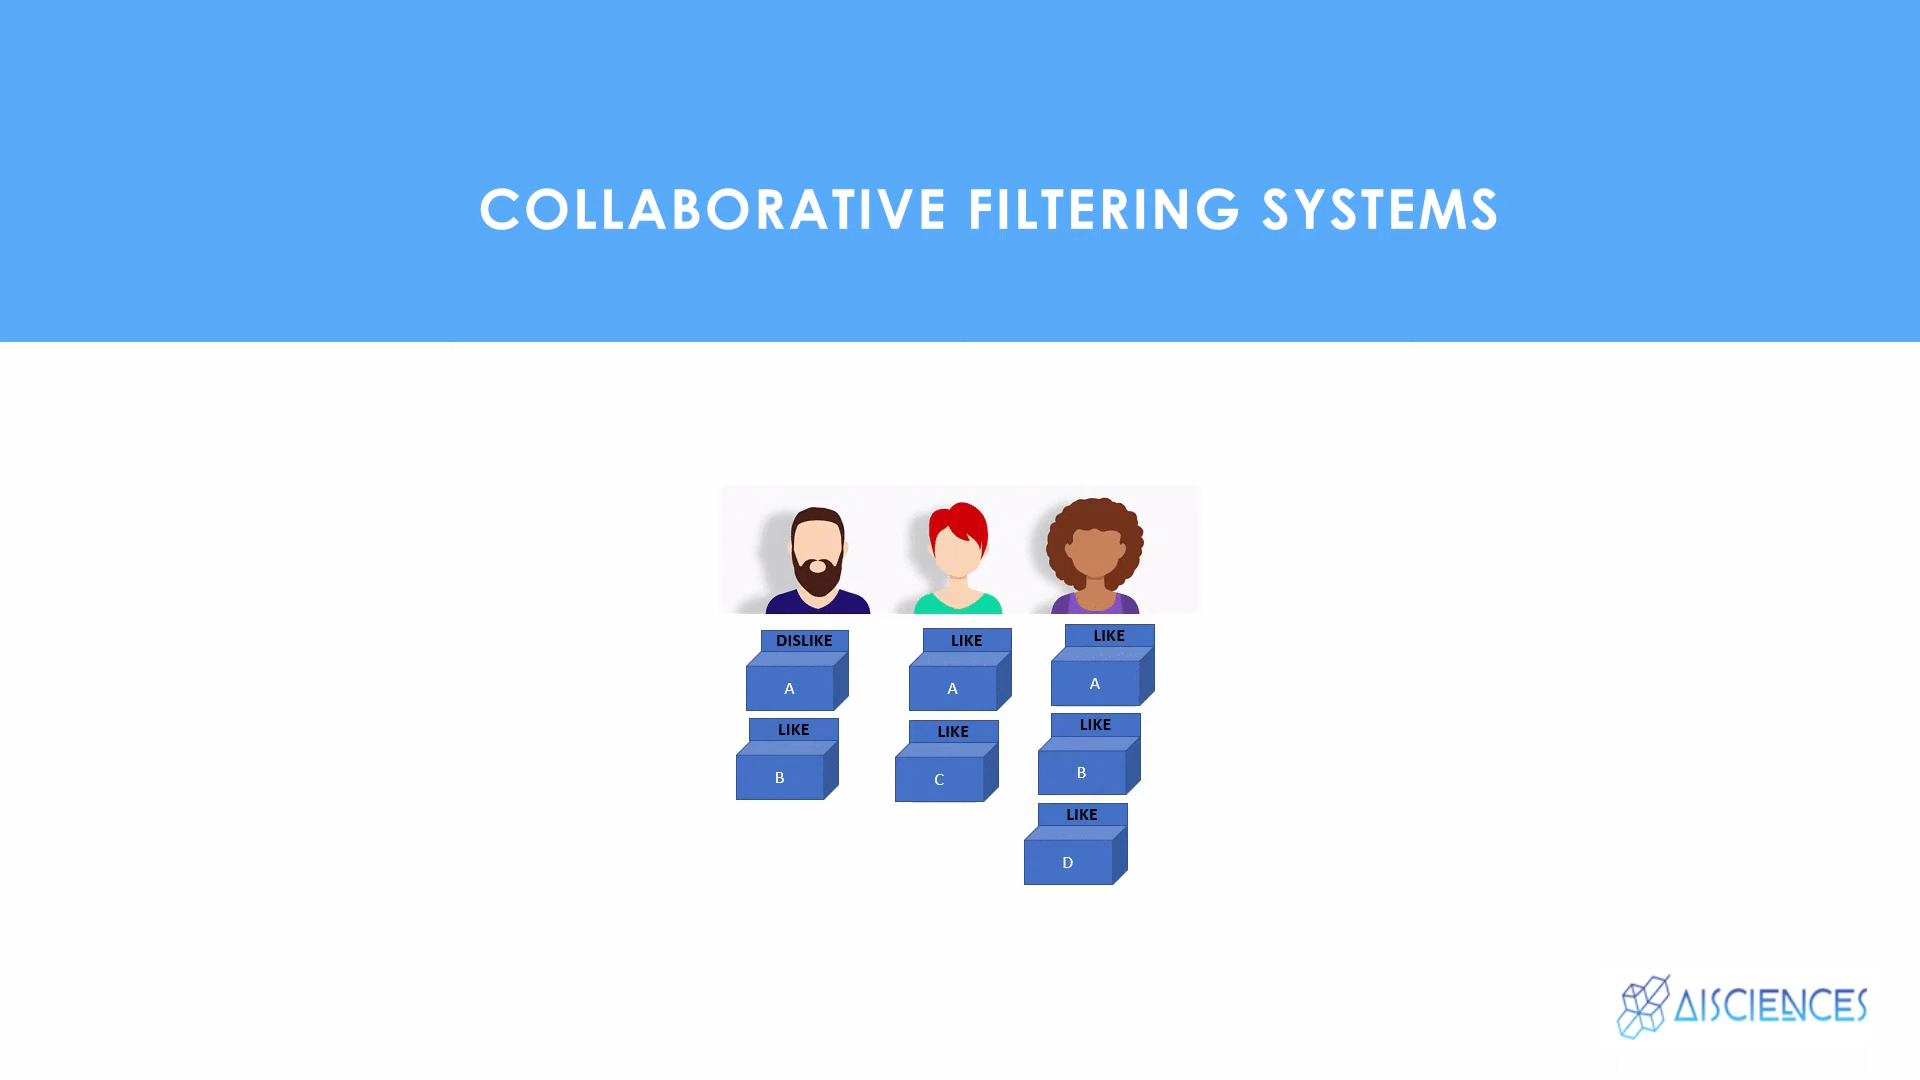 COLLABORATIVE FILTERING SYSTEMS
DISLIKE
A
LIKE
B
LIKE
A
LIKE
C
LIKE
A
LIKE
B
LIKE
D
AISCIENCES